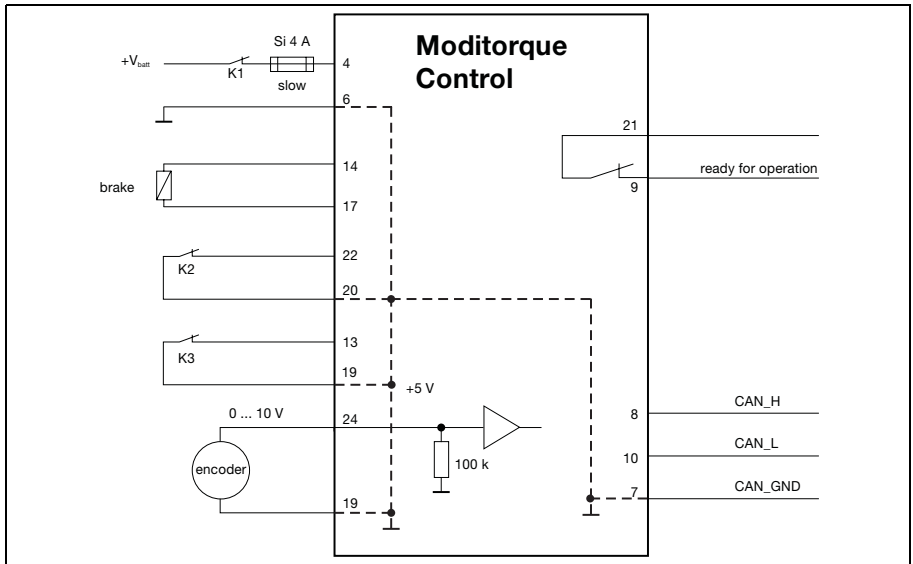 Moditorque
Control
Si 4 A
+Vbatt
K1
slow
4
6
21
ready for operation
9
14
brake
17
22
K2
20
13
K3
19
+5 V
0 ... 10 V
24
encoder
100 k
19
8
CAN_H
10
CAN_L
7
CAN_GND